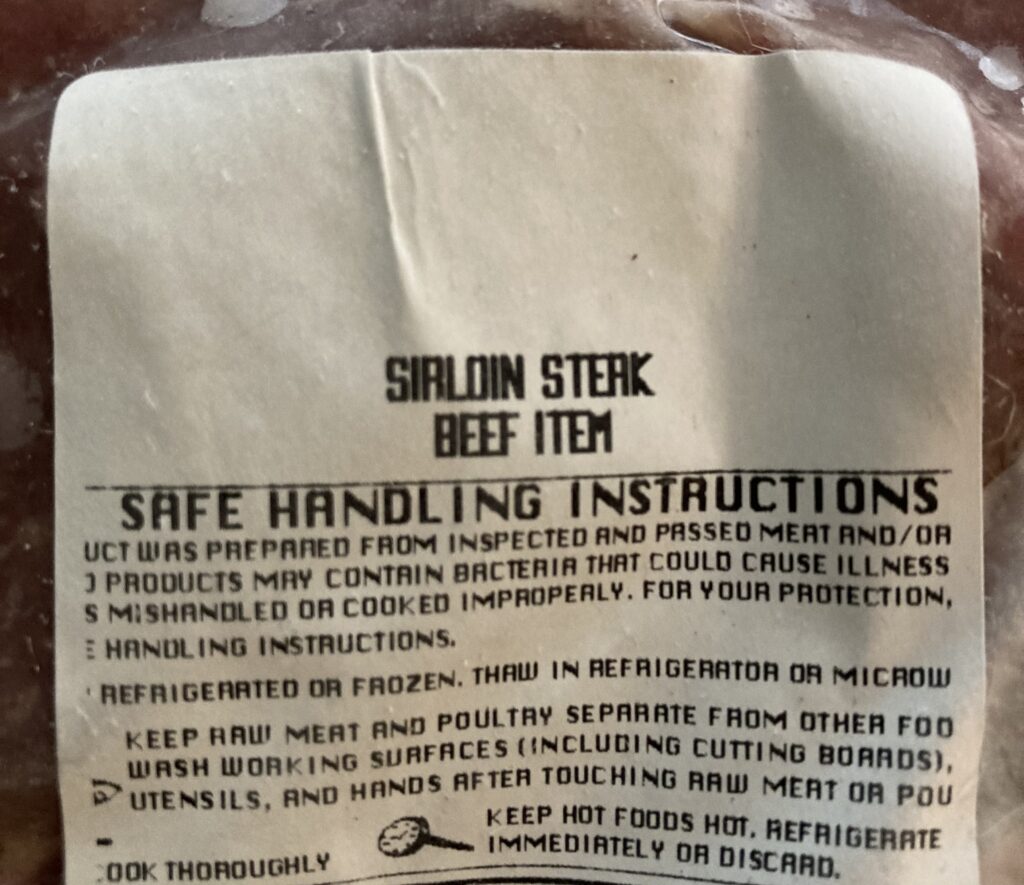 SIRLOIN STEAK
BEEF ITEM
SAFE HANDLING INSTRUCTIONS
UCT WAS PREPARED FROM INSPECTED AND PASSED MEAT AND/OR
PRODUCTS MAY CONTAIN BACTERIA THAT COULD CAUSE ILLNESS
S MISHANDLED OR COOKED IMPROPERLY. FOR YOUR PROTECTION,
HANDLING INSTRUCTIONS.
REFRIGERATED OR FROZEN. THAW IN REFRIGERATOR OR MICROW
KEEP RAW MEAT AND POULTRY SEPARATE FROM OTHER FOO
WASH WORKING SURFACES (INCLUDING CUTTING BOARDS),
UTENSILS, AND HANDS AFTER TOUCHING RAW MEAT OR POU
KEEP HOT FOODS HOT. REFRIGERATE
IMMEDIATELY OR DISCARD.
OOK THOROUGHLY